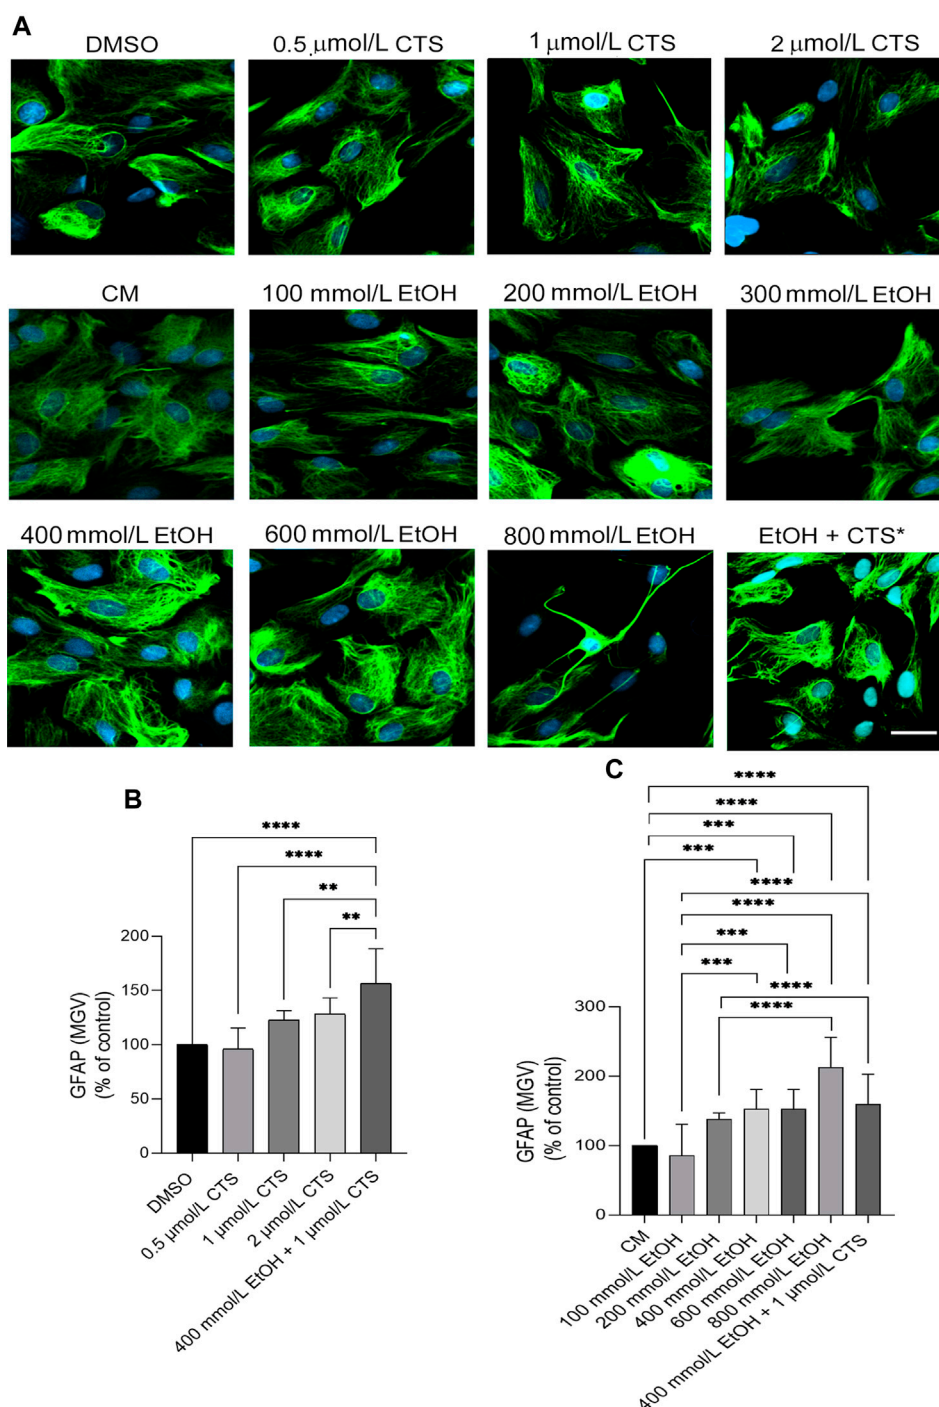 A
DMSO
0.5 µmol/L CTS
1 µmol/L CTS
2 µmol/L CTS
CM
100 mmol/L EtOH
200 mmol/L EtOH
300 mmol/L EtOH
400 mmol/L EtOH
600 mmol/L EtOH
800 mmol/L EtOH
EtOH + CTS*
B
****
****
**
**
200
150
100
50
0
GFAP (MGV)
(% of control)
DMSO
0.5 µmol/L CTS
1 µmol/L CTS
2 µmol/L CTS
400 mmol/L EtOH + 1 µmol/L CTS
C
****
****
***
***
****
****
***
***
****
****
300
200
100
0
GFAP (MGV)
(% of control)
CM
100 mmol/L EtOH
200 mmol/L EtOH
400 mmol/L EtOH
600 mmol/L EtOH
800 mmol/L EtOH
400 mmol/L EtOH + 1 µmol/L CTS